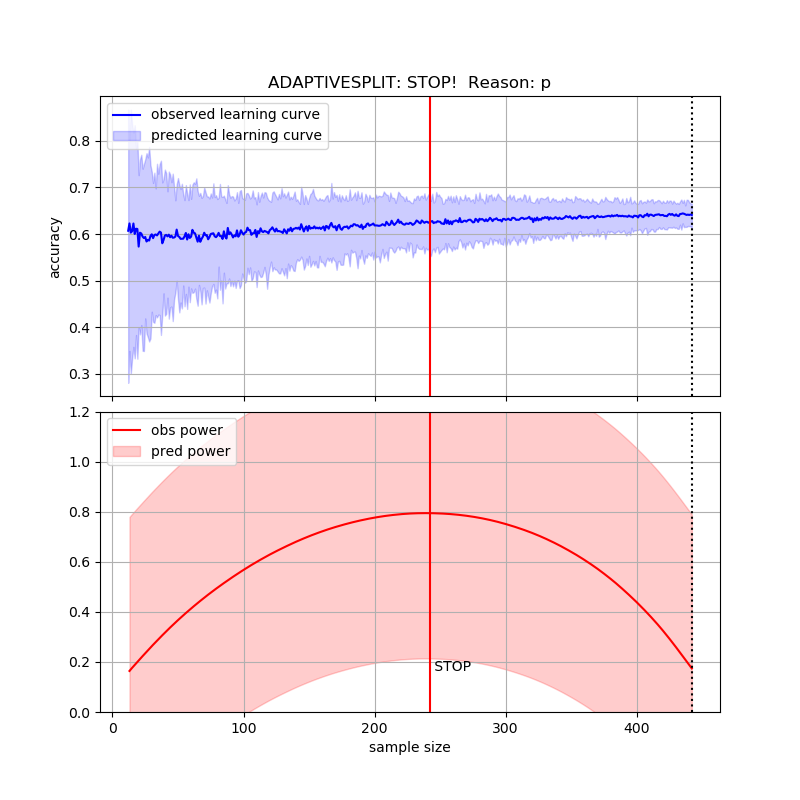 ADAPTIVESPLIT: STOP!  Reason: p
observed learning curve
predicted learning curve
accuracy
0.8
0.7
0.6
0.5
0.4
0.3
obs power
pred power
1.2
1.0
0.8
0.6
0.4
0.2
0.0
STOP
0 100 200 300 400
sample size